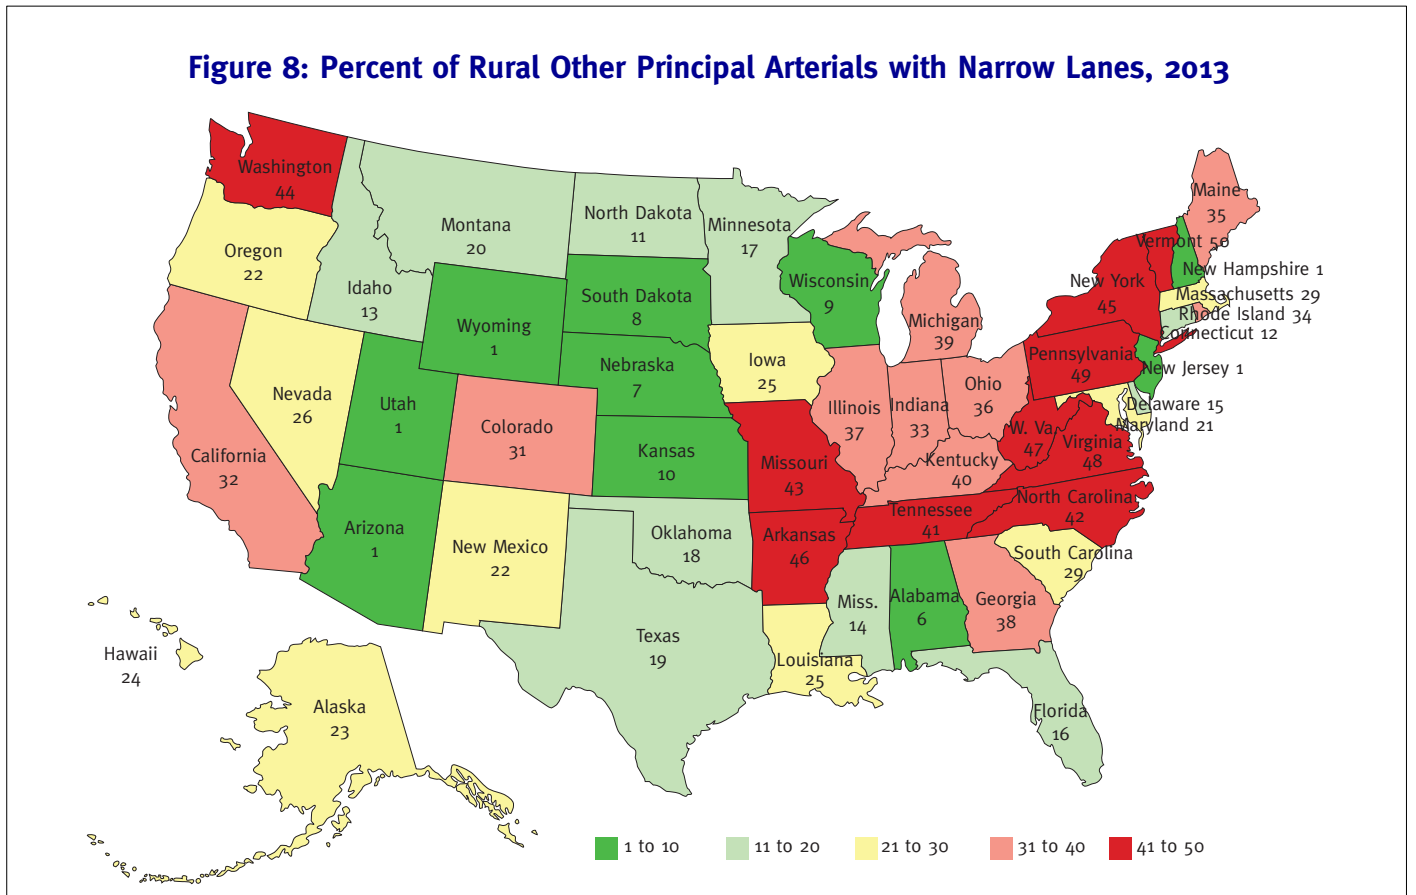 Figure 8: Percent of Rural Other Principal Arterials with Narrow Lanes, 2013
Washington
44
Oregon
22
California
32
Idaho
13
Nevada
26
Montana
20
Wyoming
1
Utah
1
Arizona
1
Colorado
31
New Mexico
22
North Dakota
11
South Dakota
8
Nebraska
7
Kansas
10
Oklahoma
18
Texas
19
Minnesota
17
Iowa
25
Missouri
43
Arkansas
46
Louisiana
25
Wisconsin
9
Illinois
37
Michigan
39
Indiana
33
Ohio
36
Kentucky
40
Tennessee
41
Miss.
14
Alabama
6
Georgia
38
Florida
16
South Carolina
29
North Carolina
42
Virginia
48
W. Va.
47
Pennsylvania
49
New York
45
Maine
35
Vermont 50
New Hampshire 1
Massachusetts 29
Rhode Island 34
Connecticut 12
New Jersey 1
Delaware 15
Maryland 21
Hawaii
24
Alaska
23
1 to 10
11 to 20
21 to 30
31 to 40
41 to 50